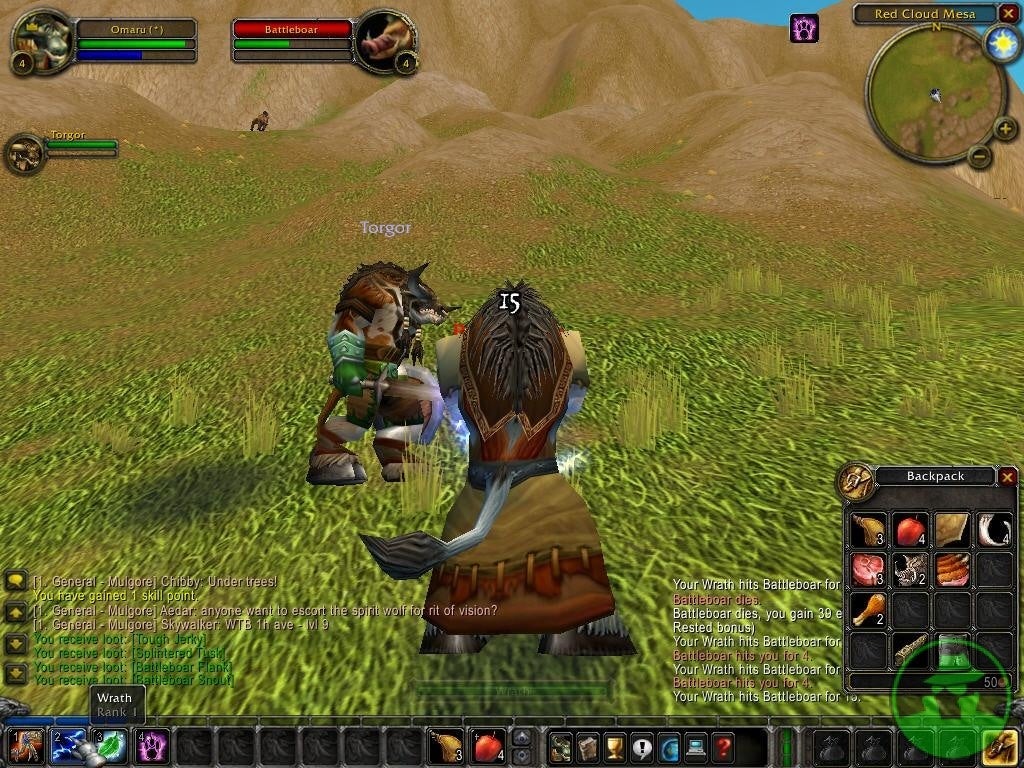 Omaru (*)
4
Battleboar
4
Red Cloud Mesa
N
Torgor
Torgor
15
Backpack
3
4
4
3
2
2
50
[1. General - Mulgore] Chibby: Under trees!
You have gained 1 skill point.
[1. General - Mulgore] Aedar: anyone want to escort the spirit wolf for rit of vision?
[1. General - Mulgore] Skywalker: WTB 1h axe - lvl 9
You receive loot: [Tough Jerky]
You receive loot: [Splintered Tusk]
You receive loot: [Battleboar Flank]
You receive loot: [Battleboar Snout]
Your Wrath hits Battleboar for
Battleboar dies.
Battleboar dies, you gain 39 e
Rested bonus)
Your Wrath hits Battleboar for
Battleboar hits you for 4.
Your Wrath hits Battleboar for
Battleboar hits you for 4.
Your Wrath hits Battleboar for 15.
Wrath
Wrath
Rank 1
1
2
3
4
3
4